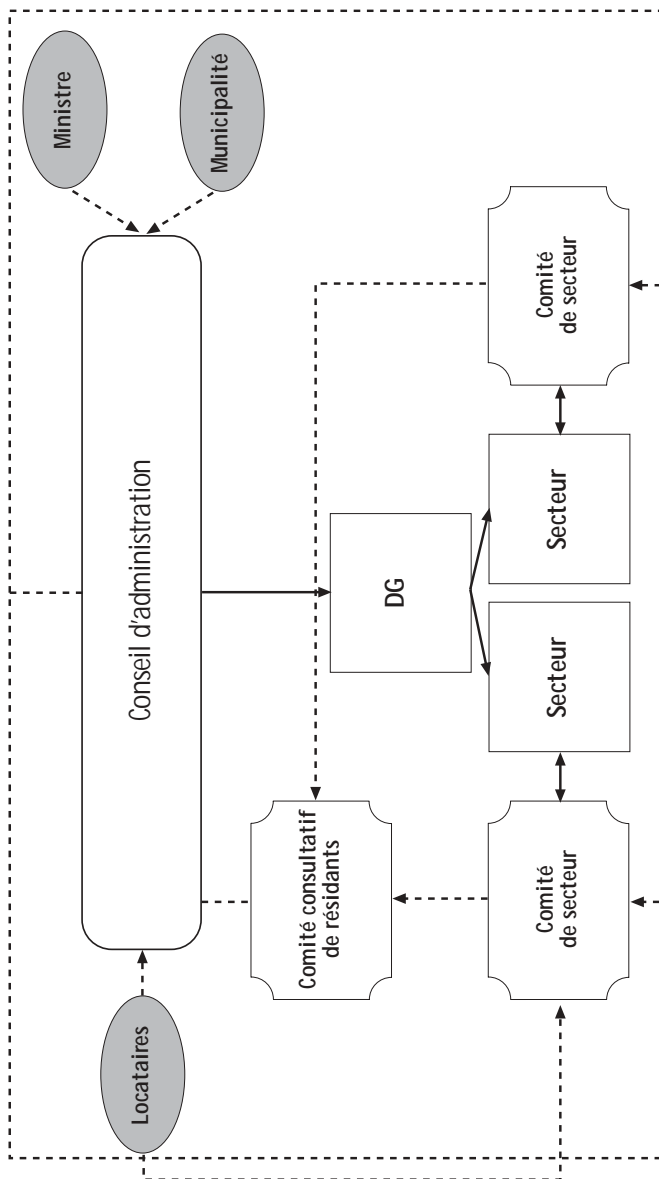 Locataires
Conseil d'administration
Ministre
Municipalité
Comité consultatif
de résidants
DG
Comité
de secteur
Secteur
Secteur
Comité
de secteur